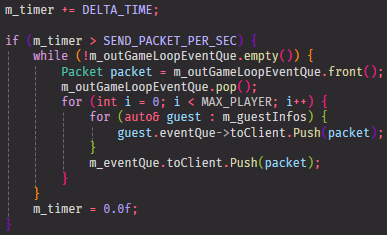 m_timer += DELTA_TIME;
if (m_timer > SEND_PACKET_PER_SEC) {
while (!m_outGameLoopEventQue.empty()) {
Packet packet = m_outGameLoopEventQue.front();
m_outGameLoopEventQue.pop();
for (int i = 0; i < MAX_PLAYER; i++) {
for (auto& guest : m_guestInfos) {
guest.eventQue->toClient.Push(packet);
}
m_eventQue.toClient.Push(packet);
}
}
m_timer = 0.0f;
}